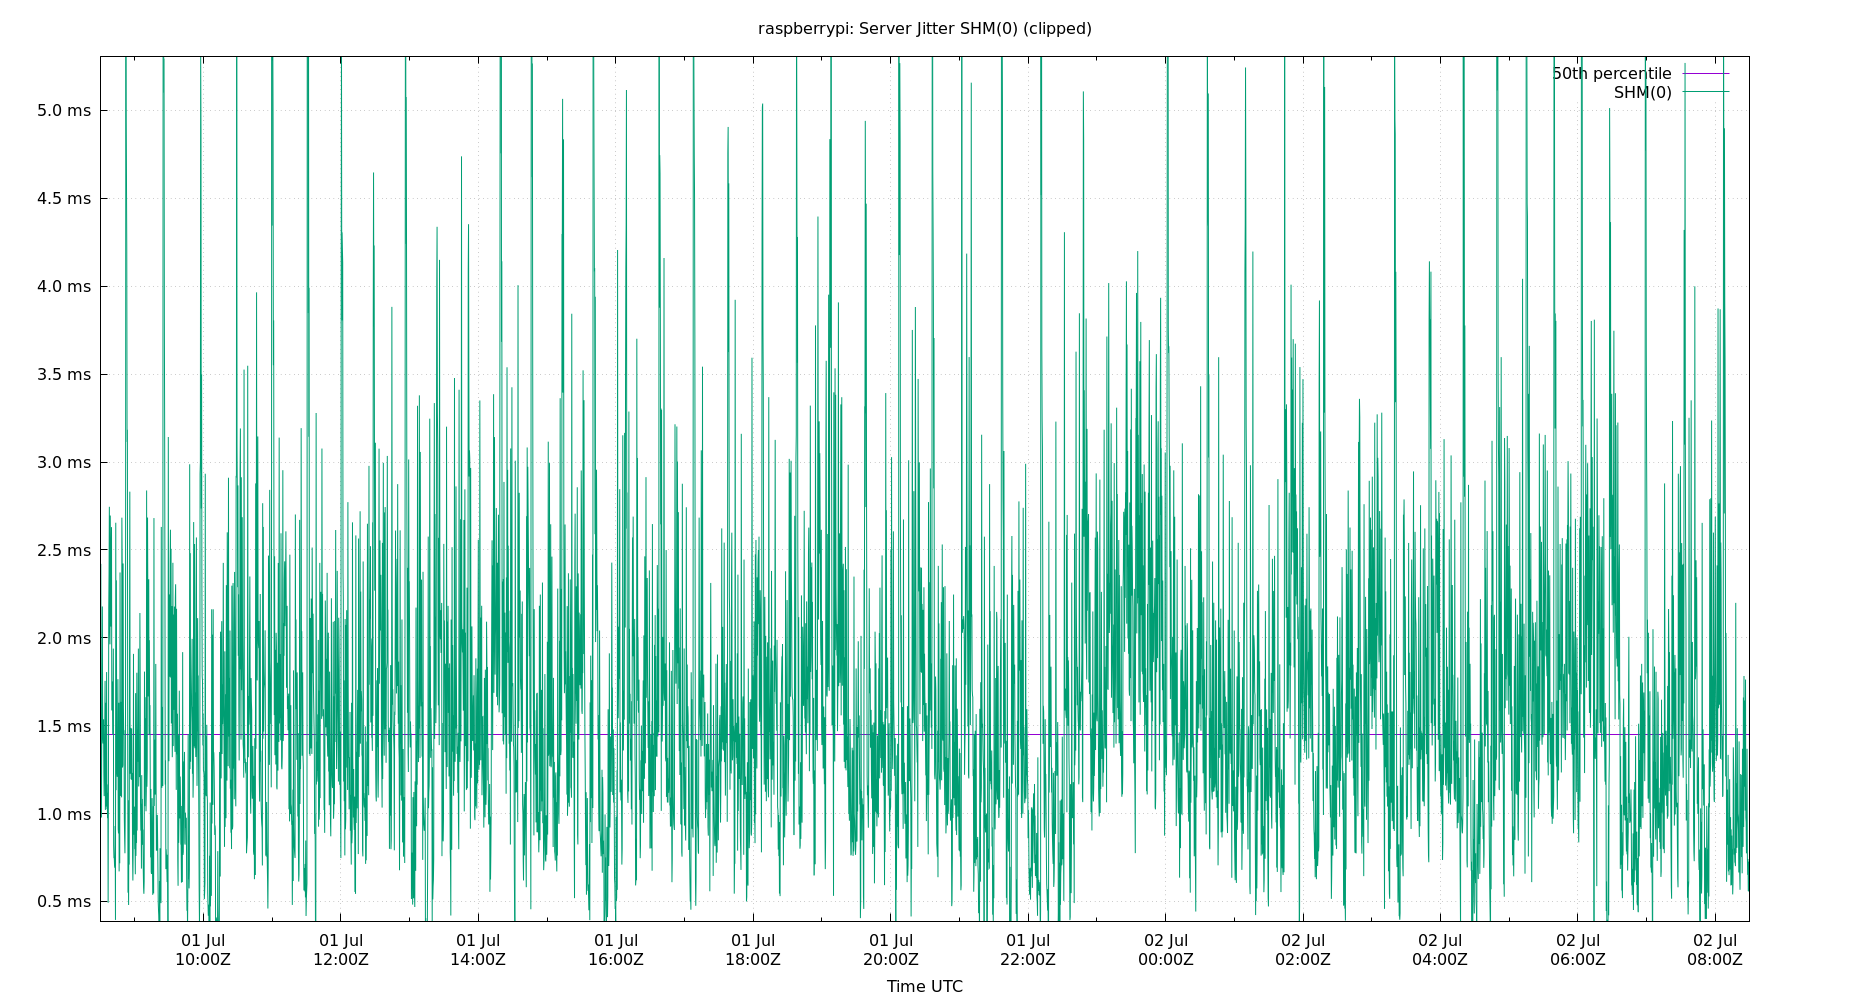 raspberrypi: Server Jitter SHM(0) (clipped)
50th percentile
SHM(0)
5.0 ms
4.5 ms
4.0 ms
3.5 ms
3.0 ms
2.5 ms
2.0 ms
1.5 ms
1.0 ms
0.5 ms
01 Jul 01 Jul 01 Jul 01 Jul 01 Jul 01 Jul 01 Jul 02 Jul 02 Jul 02 Jul 02 Jul 02 Jul
10:00Z 12:00Z 14:00Z 16:00Z 18:00Z 20:00Z 22:00Z 00:00Z 02:00Z 04:00Z 06:00Z 08:00Z
Time UTC